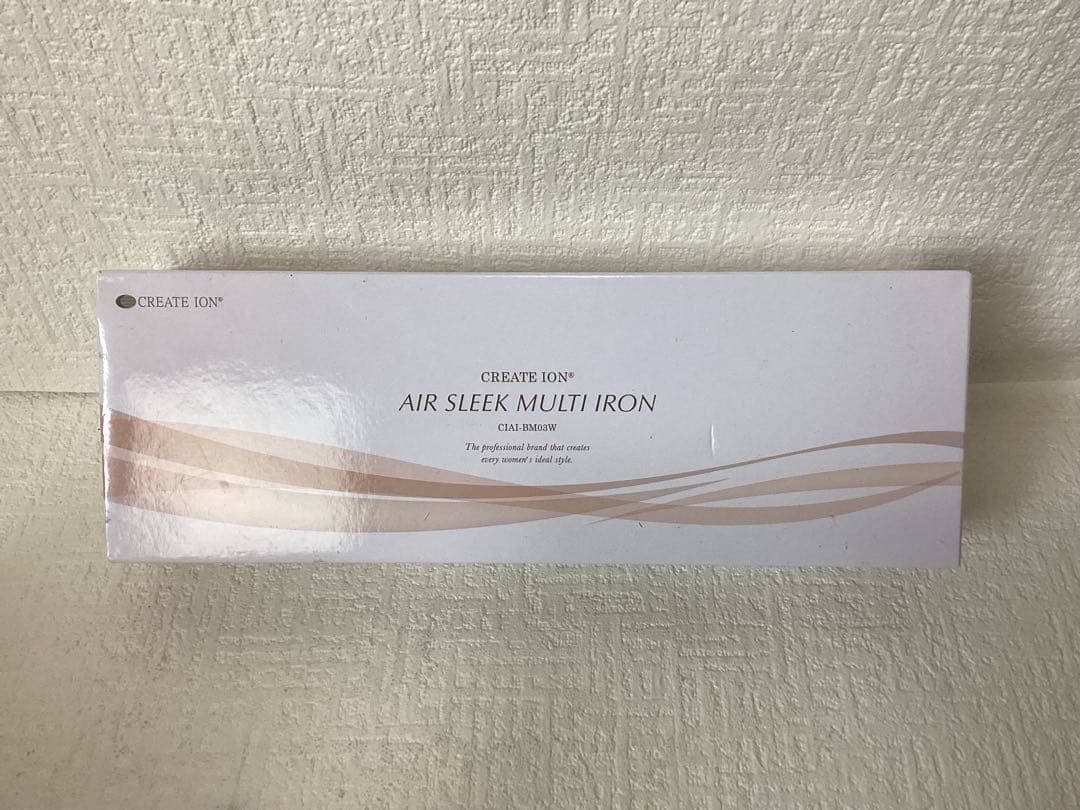 CREATE ION®
CREATE ION®
AIR SLEEK MULTI IRON
CIAI-BM03W
The professional brand that creates
every women's ideal style.